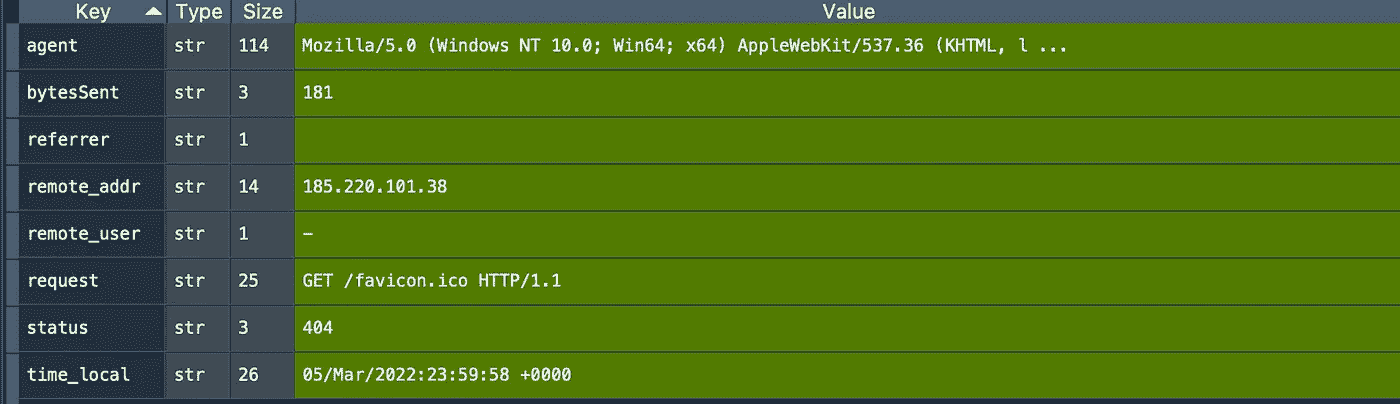 Key Type Size Value
agent str 114 Mozilla/5.0 (Windows NT 10.0; Win64; x64) AppleWebKit/537.36 (KHTML, l ...
bytesSent str 3 181
referrer str 1
remote_addr str 14 185.220.101.38
remote_user str 1 –
request str 25 GET /favicon.ico HTTP/1.1
status str 3 404
time_local str 26 05/Mar/2022:23:59:58 +0000